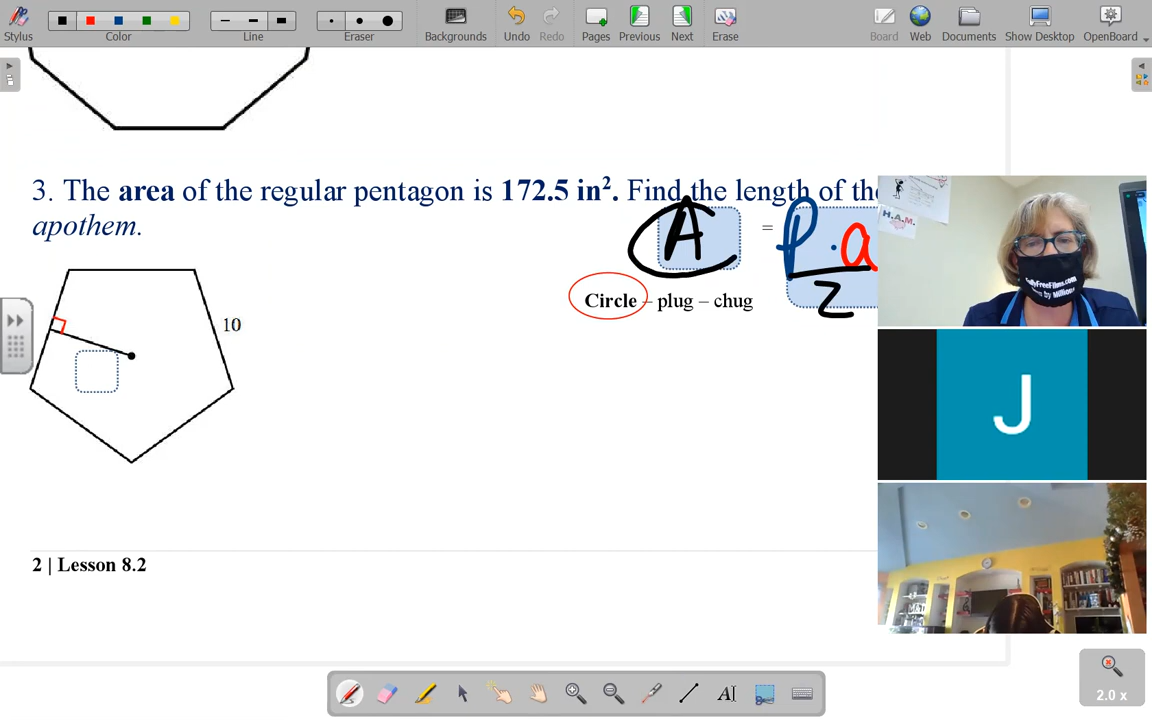 Stylus Color Line Eraser Backgrounds Undo Redo Pages Previous Next Erase Board Web Documents Show Desktop OpenBoard
3. The area of the regular pentagon is 172.5 in². Find the length of the
apothem.
A = P · a
2
Circle – plug – chug
10
2 | Lesson 8.2
H.A.M.
J
2.0 x